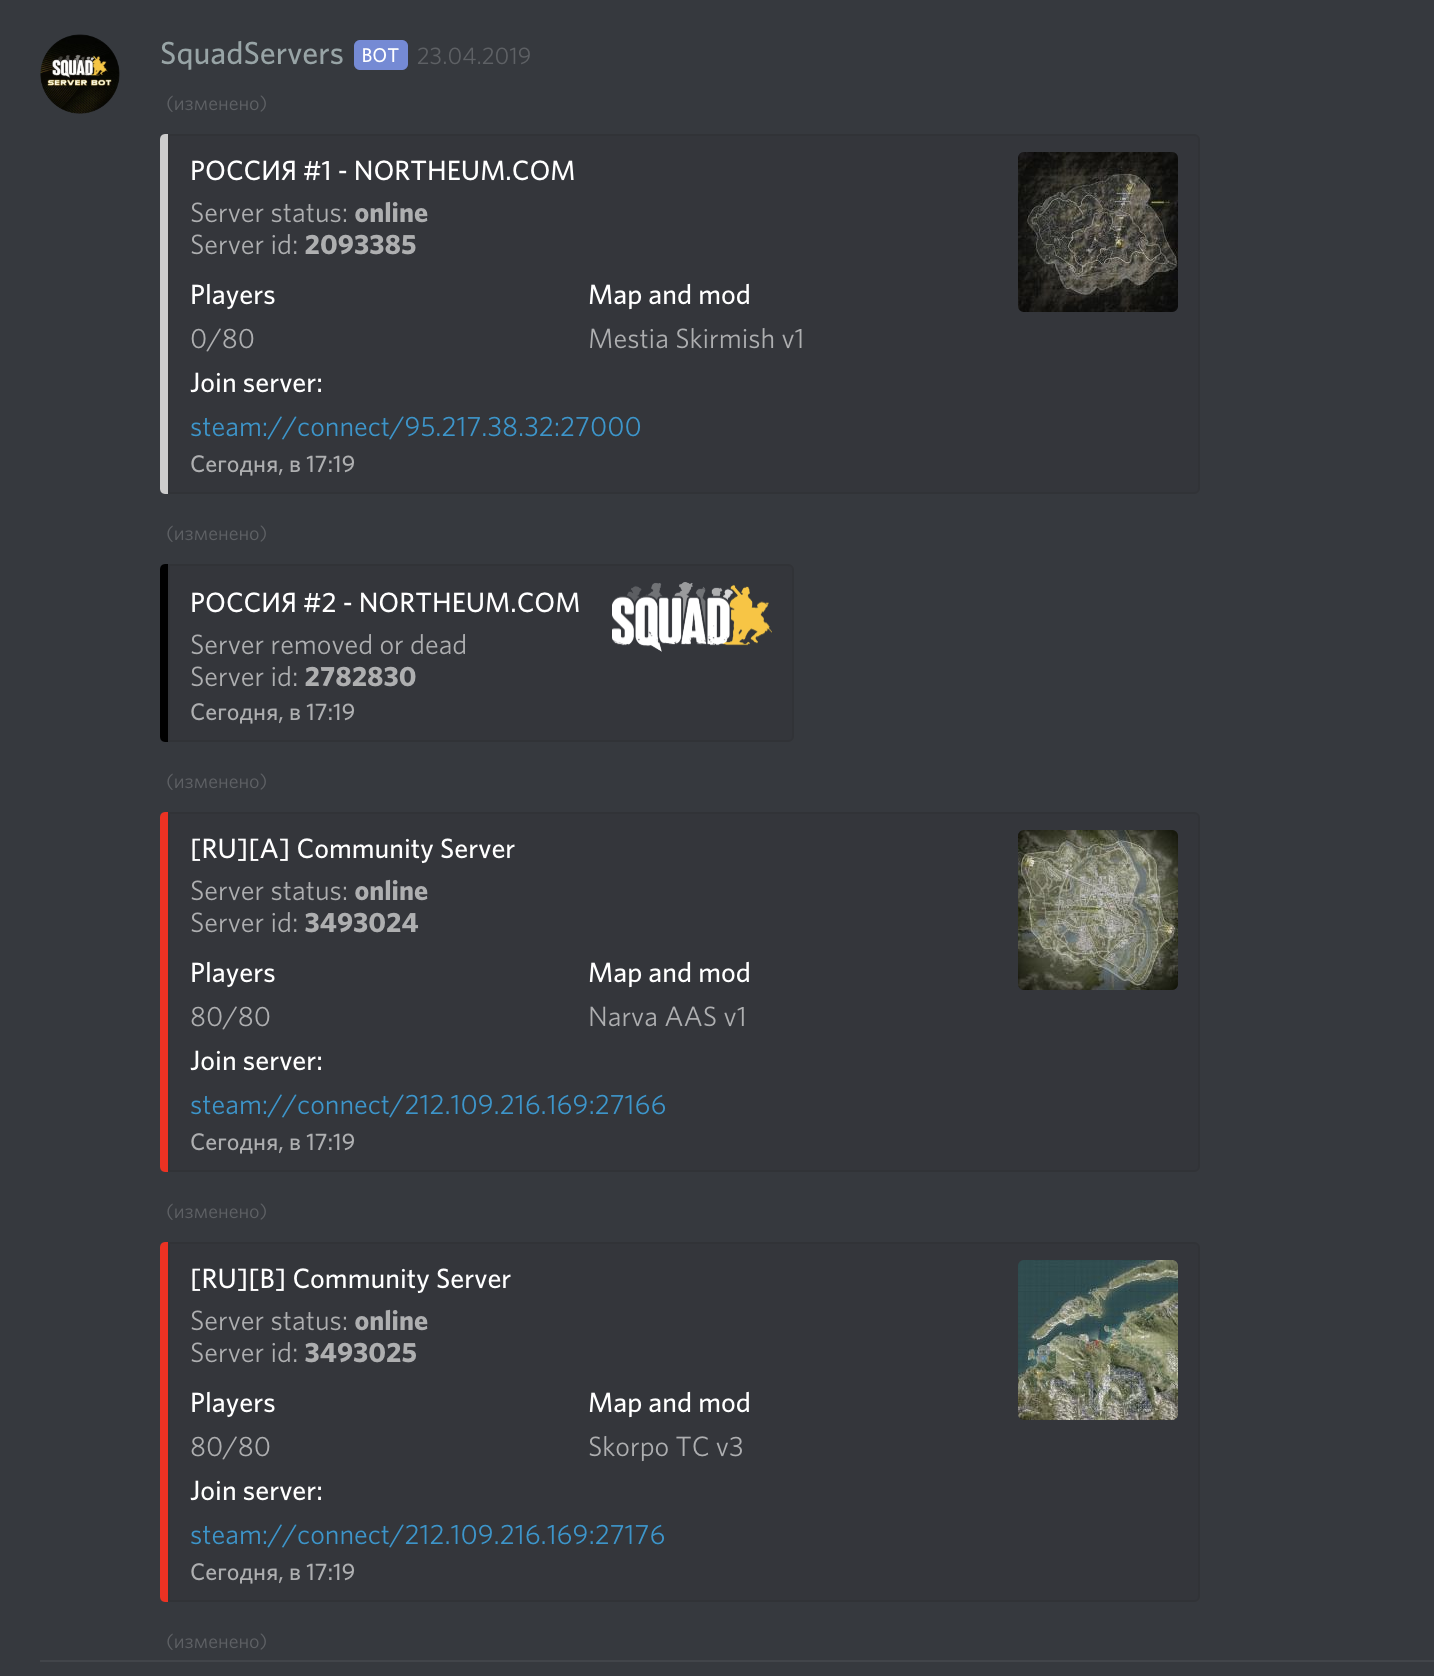 SQUAD
SERVER BOT
SquadServers BOT 23.04.2019
(изменено)
РОССИЯ #1 - NORTHEUM.COM
Server status: online
Server id: 2093385
Players Map and mod
0/80 Mestia Skirmish v1
Join server:
steam://connect/95.217.38.32:27000
Сегодня, в 17:19
(изменено)
РОССИЯ #2 - NORTHEUM.COM
SQUAD
Server removed or dead
Server id: 2782830
Сегодня, в 17:19
(изменено)
[RU][A] Community Server
Server status: online
Server id: 3493024
Players Map and mod
80/80 Narva AAS v1
Join server:
steam://connect/212.109.216.169:27166
Сегодня, в 17:19
(изменено)
[RU][B] Community Server
Server status: online
Server id: 3493025
Players Map and mod
80/80 Skorpo TC v3
Join server:
steam://connect/212.109.216.169:27176
Сегодня, в 17:19
(изменено)